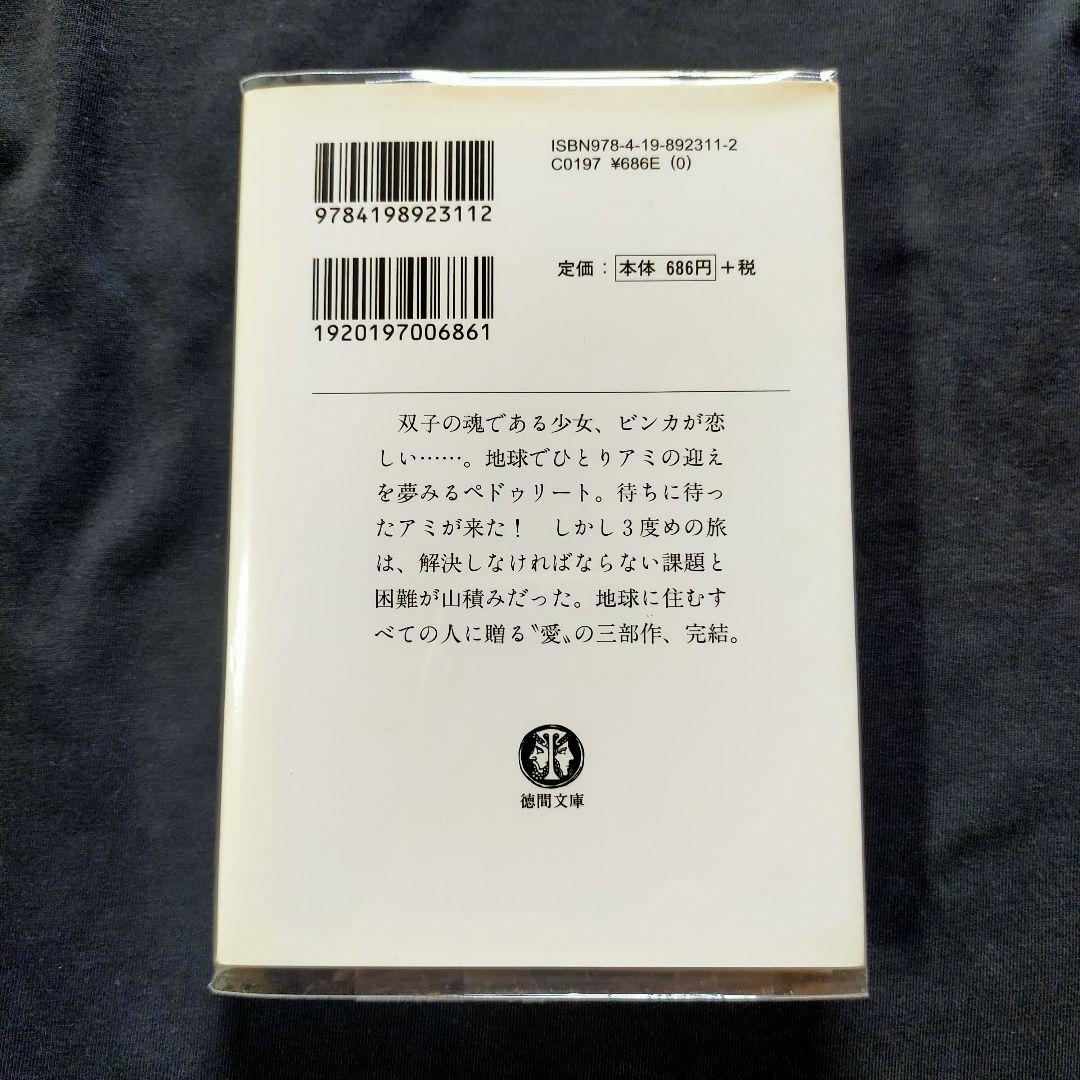 ISBN978-4-19-892311-2
C0197 ¥686E (0)
9784198923112
定価：本体 686円＋税
1920197006861
双子の魂である少女、ビンカが恋
しい……。地球でひとりアミの迎え
を夢みるペドゥリート。待ちに待っ
たアミが来た！　しかし３度めの旅
は、解決しなければならない課題と
困難が山積みだった。地球に住むす
べての人に贈る〝愛〟の三部作、完結。
徳間文庫